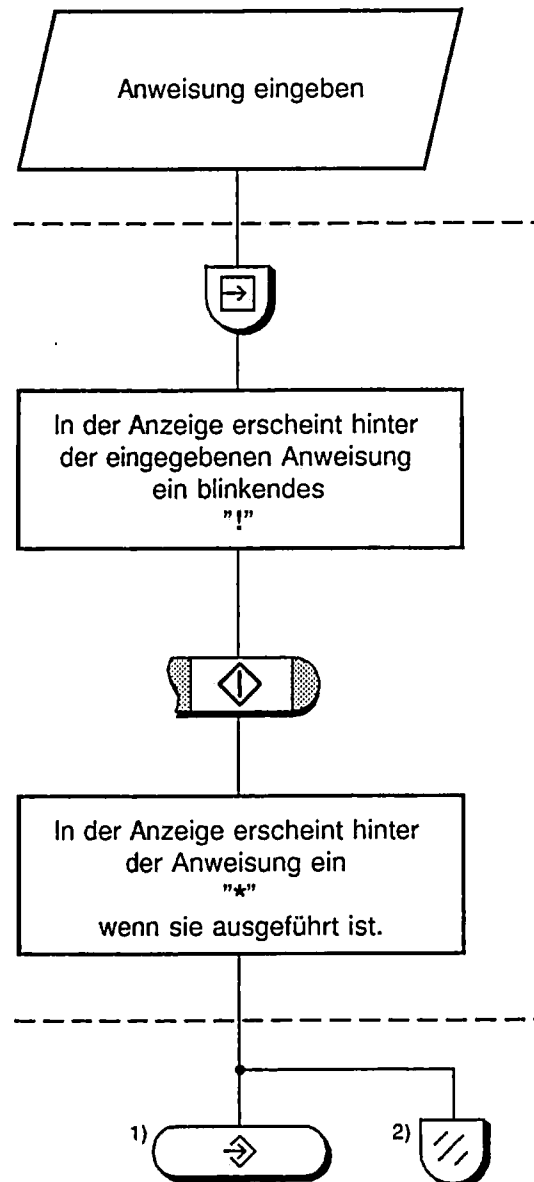 Anweisung eingeben
In der Anzeige erscheint hinter
der eingegebenen Anweisung
ein blinkendes
"!"
In der Anzeige erscheint hinter
der Anweisung ein
"*"
wenn sie ausgeführt ist.
1)
2)